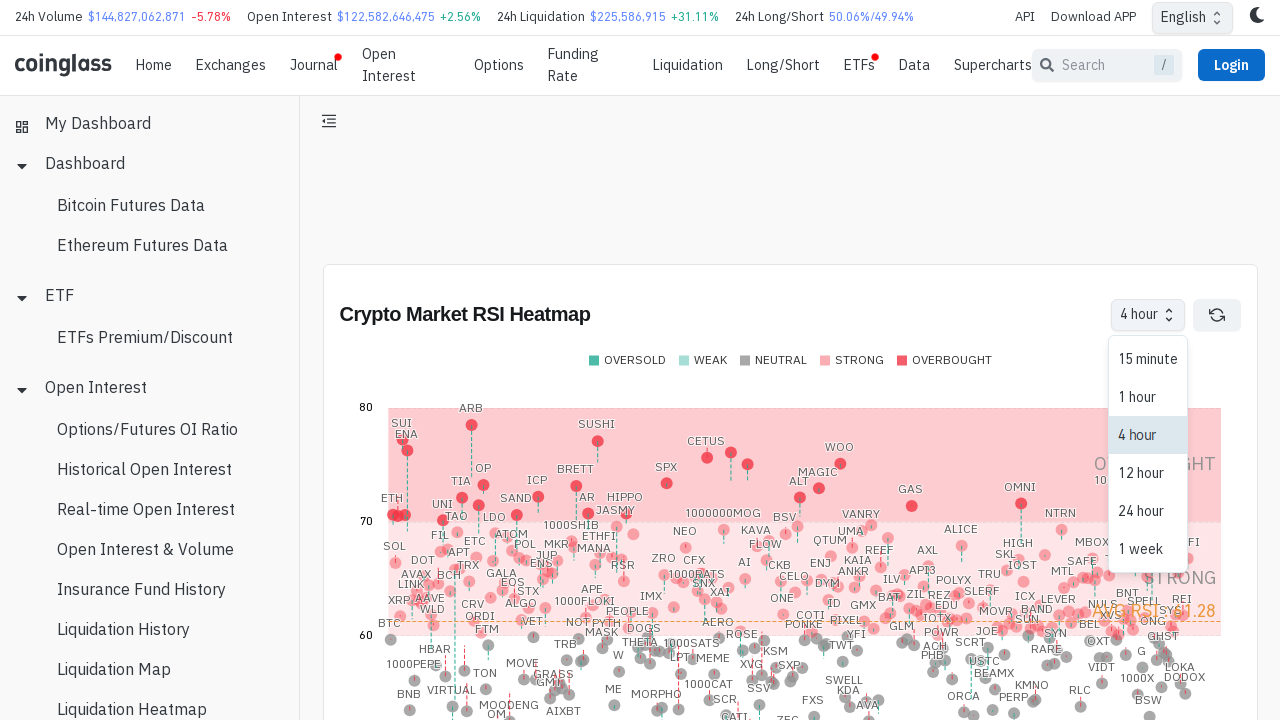 24h Volume $144,827,062,871 -5.78% Open Interest $122,582,646,475 +2.56% 24h Liquidation $225,586,915 +31.11% 24h Long/Short 50.06%/49.94% API Download APP English
coinglass Home Exchanges Journal Open Interest Options Funding Rate Liquidation Long/Short ETFs Data Supercharts Search / Login
My Dashboard
Dashboard
Bitcoin Futures Data
Ethereum Futures Data
ETF
ETFs Premium/Discount
Open Interest
Options/Futures OI Ratio
Historical Open Interest
Real-time Open Interest
Open Interest & Volume
Insurance Fund History
Liquidation History
Liquidation Map
Liquidation Heatmap
Crypto Market RSI Heatmap
4 hour
OVERSOLD WEAK NEUTRAL STRONG OVERBOUGHT
15 minute
1 hour
4 hour
12 hour
24 hour
1 week
80
ARB
SUI
ENA
SUSHI
CETUS
WOO
OP
TIA
ICP
BRETT
SPX
MAGIC
ALT
GAS
OMNI
ETH
UNI
SAND
AR
HIPPO
JASMY
70
TAO
LDO
1000SHIB
1000000MOG
BSV
VANRY
NTRN
FIL
ETC
ATOM
POL
ETHFI
NEO
KAVA
UMA
ALICE
SOL
APT
MKR
MANA
FLOW
QTUM
REEF
AXL
HIGH
MBOX
DOT
TRX
JUP
ENS
RSR
ZRO
CFX
AI
CKB
ENJ
KAIA
SKL
IOST
SAFE
AVAX
LINK
BCH
GALA
EOS
STX
APE
1000RATS
SNX
CELO
DYM
ANKR
ILV
API3
POLYX
TRU
MTL
STRONG
XRP
AAVE
WLD
CRV
ORDI
ALGO
1000FLOKI
IMX
XAI
ONE
ID
GMX
BAT
ZIL
REZ
EDU
SLERF
ICX
LEVER
BNT
SPELL
REI
BTC
FTM
VET
NOT
PYTH
PEOPLE
AERO
COTI
PONKE
PIXEL
GLM
IOTX
MOVR
SUN
BAND
BEL
ONG
60
MASK
DOGS
ROSE
YFI
POWR
JOE
SYN
GHST
HBAR
TRB
THETA
1000SATS
KSM
TWT
ACH
SCRT
RARE
@XT
G
1000PEPE
TON
MOVE
GRASS
W
LPT
MEME
XVG
SXP
PHB
USTC
BEAMX
VIDT
1000X
LOKA
DODOX
BNB
VIRTUAL
ME
MORPHO
1000CAT
SSV
SWELL
KDA
ORCA
KMNO
PERP
RLC
BSW
MOODENG
AIXBT
SCR
FXS
AVA